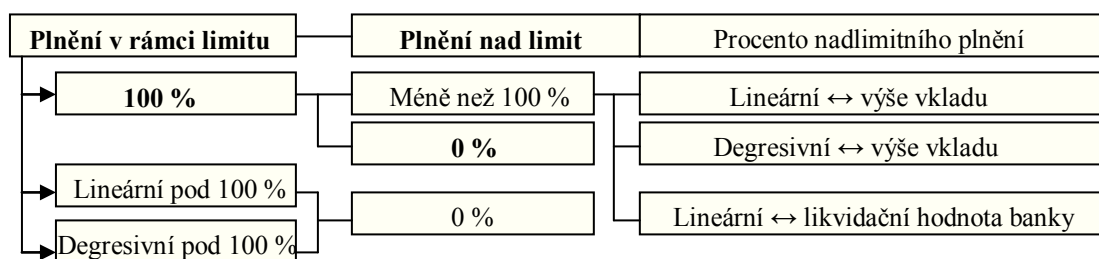 Plnění v rámci limitu
Plnění nad limit
Procento nadlimitního plnění
100 %
Méně než 100 %
Lineární ↔ výše vkladu
0 %
Degresivní ↔ výše vkladu
Lineární pod 100 %
0 %
Lineární ↔ likvidační hodnota banky
Degresivní pod 100 %